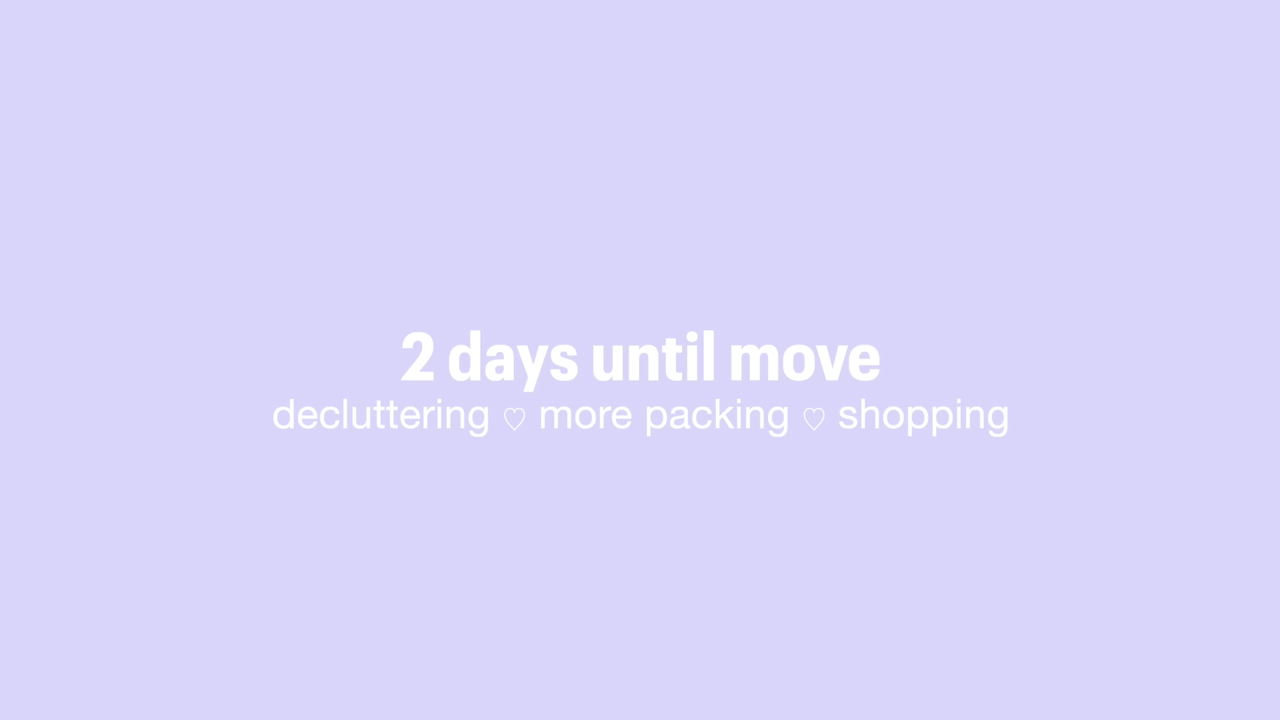 2 days until move
decluttering ♡ more packing ♡ shopping